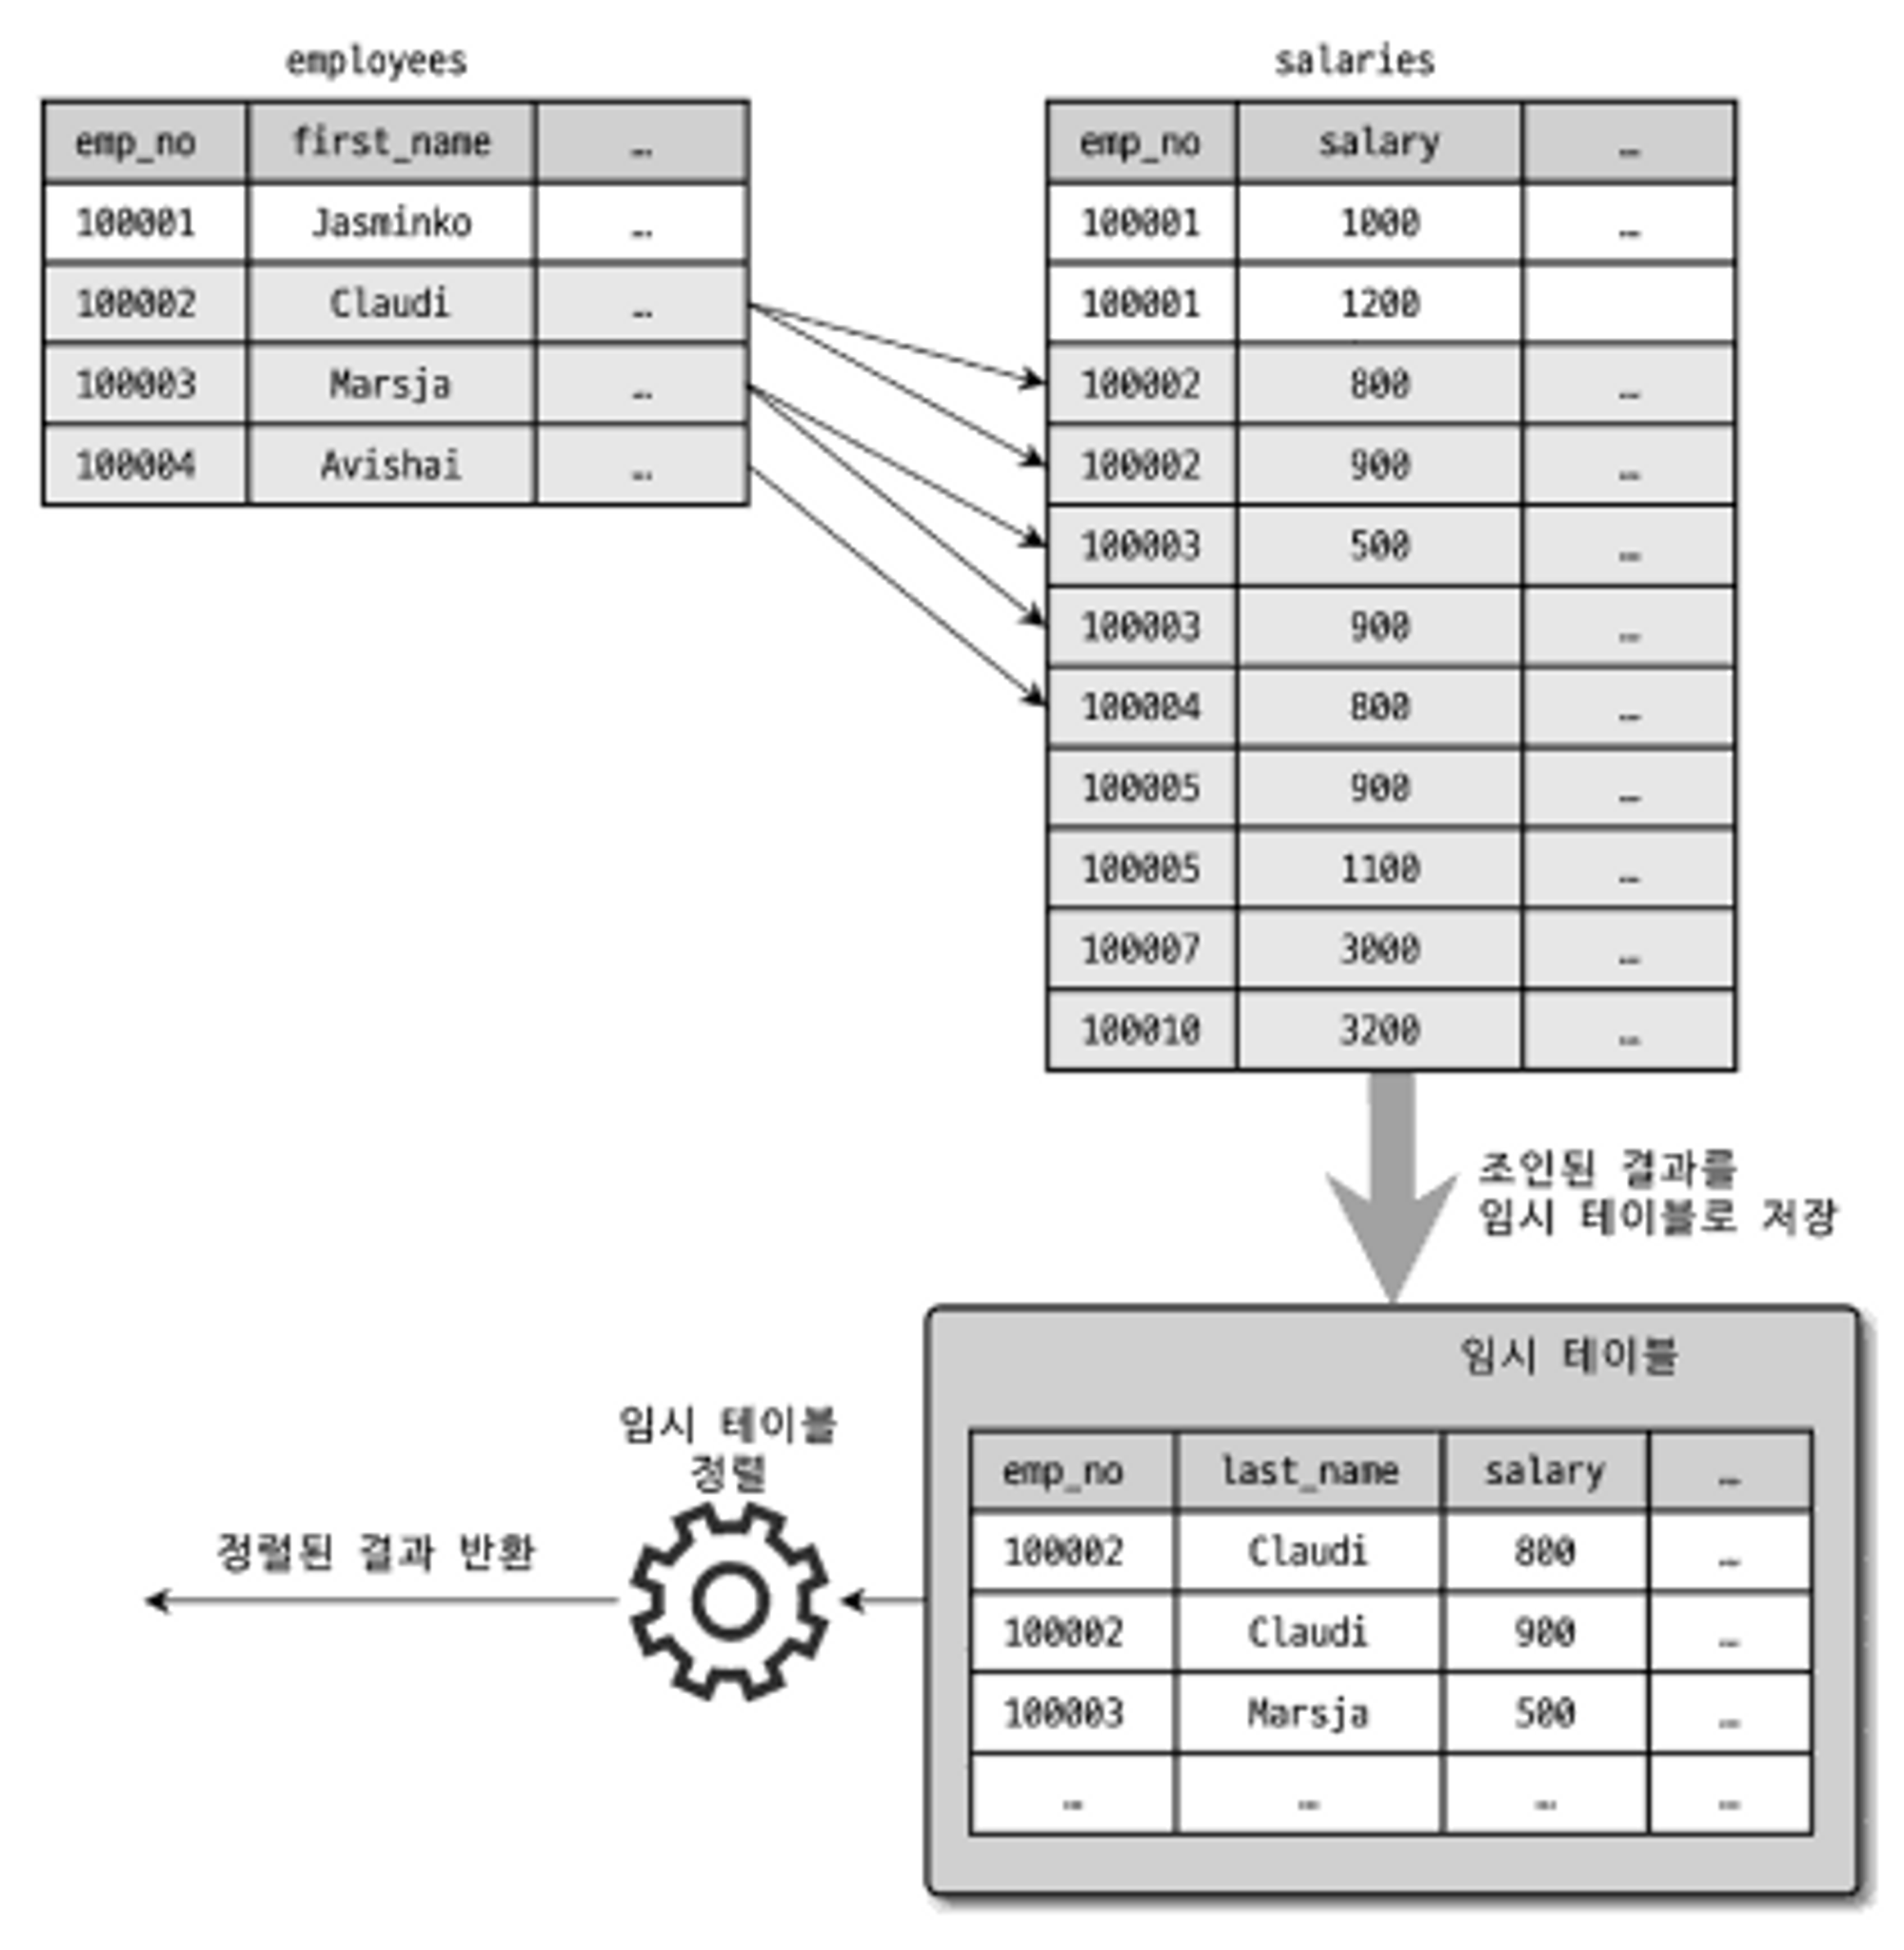 employees
emp_no first_name …
100001 Jasminko …
100002 Claudi …
100003 Marsja …
100004 Avishai …
salaries
emp_no salary …
100001 1000 …
100001 1200
100002 800 …
100002 900 …
100003 500 …
100003 900 …
100004 800 …
100005 900 …
100005 1100 …
100007 3000 …
100010 3200 …
조인된 결과를
임시 테이블로 저장
임시 테이블
emp_no last_name salary …
100002 Claudi 800 …
100002 Claudi 900 …
100003 Marsja 500 …
… … … …
임시 테이블
정렬
정렬된 결과 반환